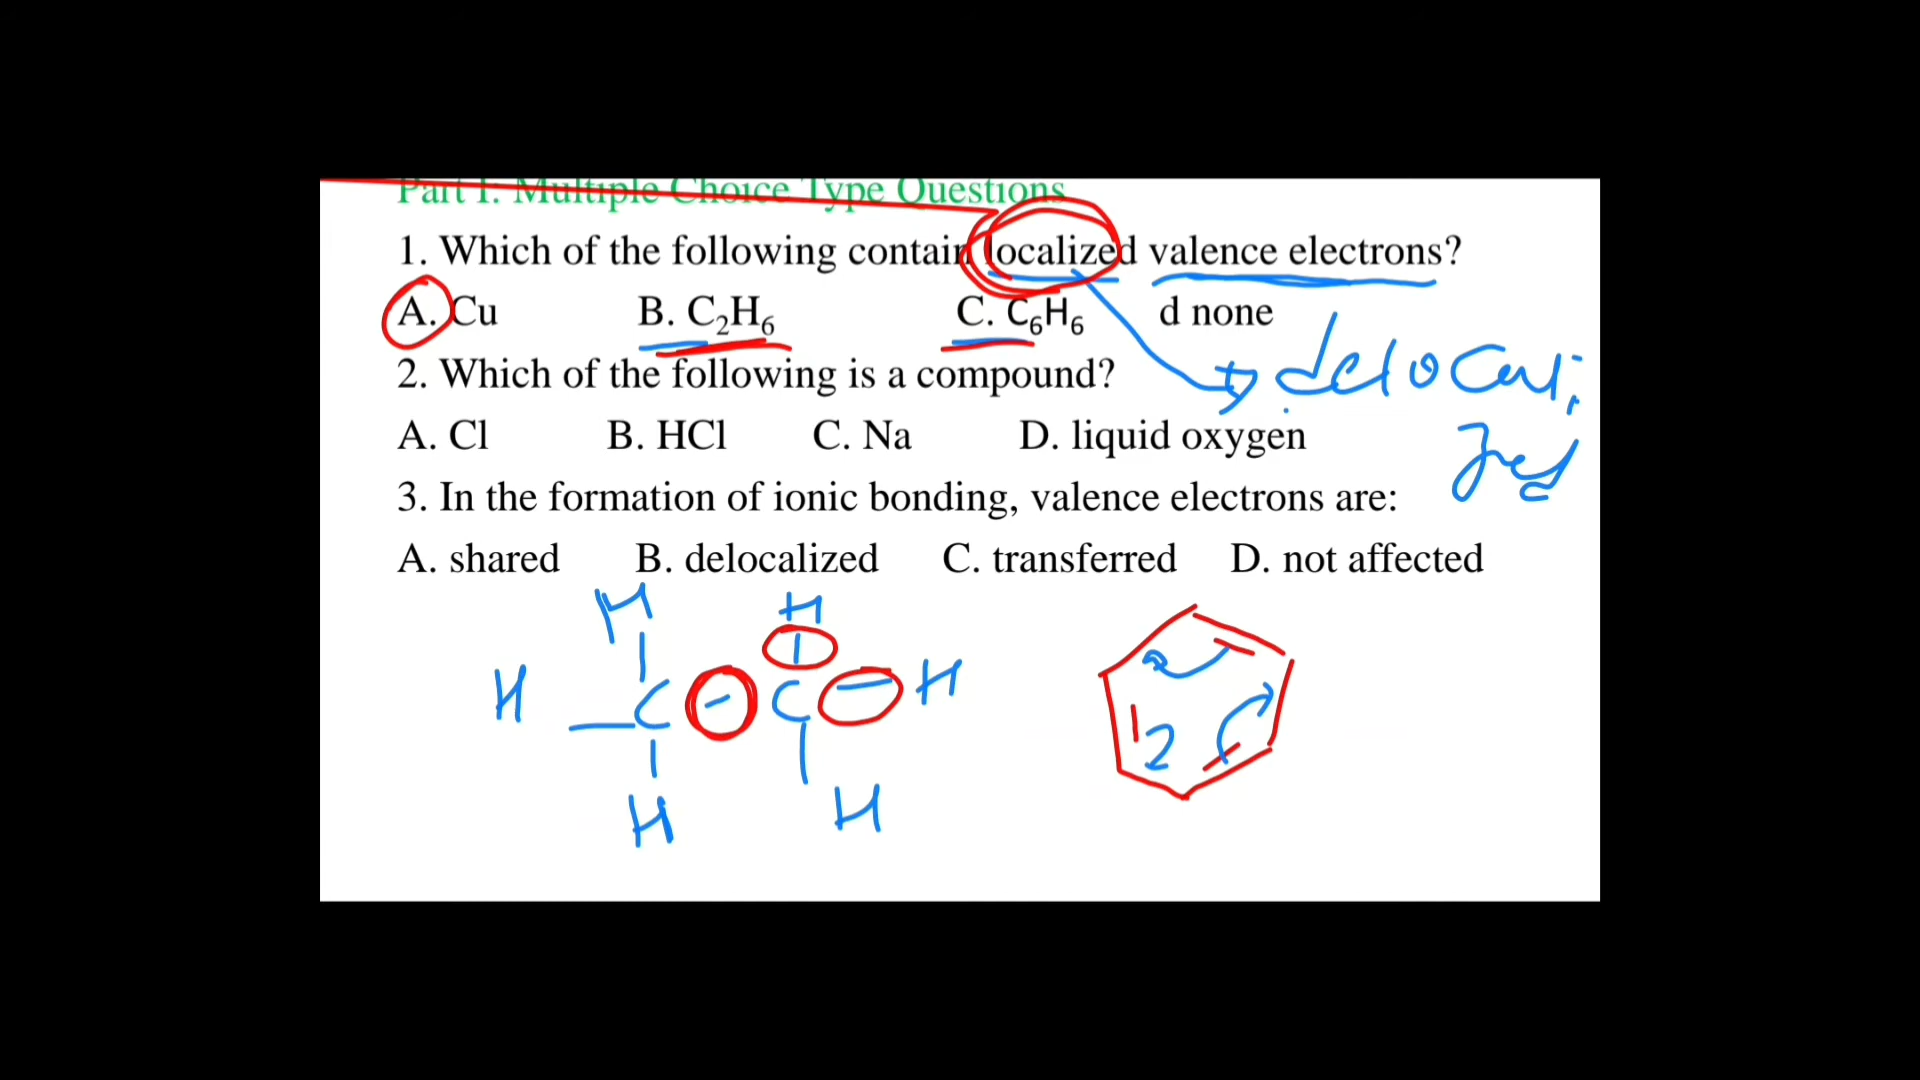 Part I: Multiple Choice Type Questions
1. Which of the following contain localized valence electrons?
A. Cu B. C₂H₆ C. C₆H₆ d none
2. Which of the following is a compound?
A. Cl B. HCl C. Na D. liquid oxygen
3. In the formation of ionic bonding, valence electrons are:
A. shared B. delocalized C. transferred D. not affected
H H
H C - C - H
H H